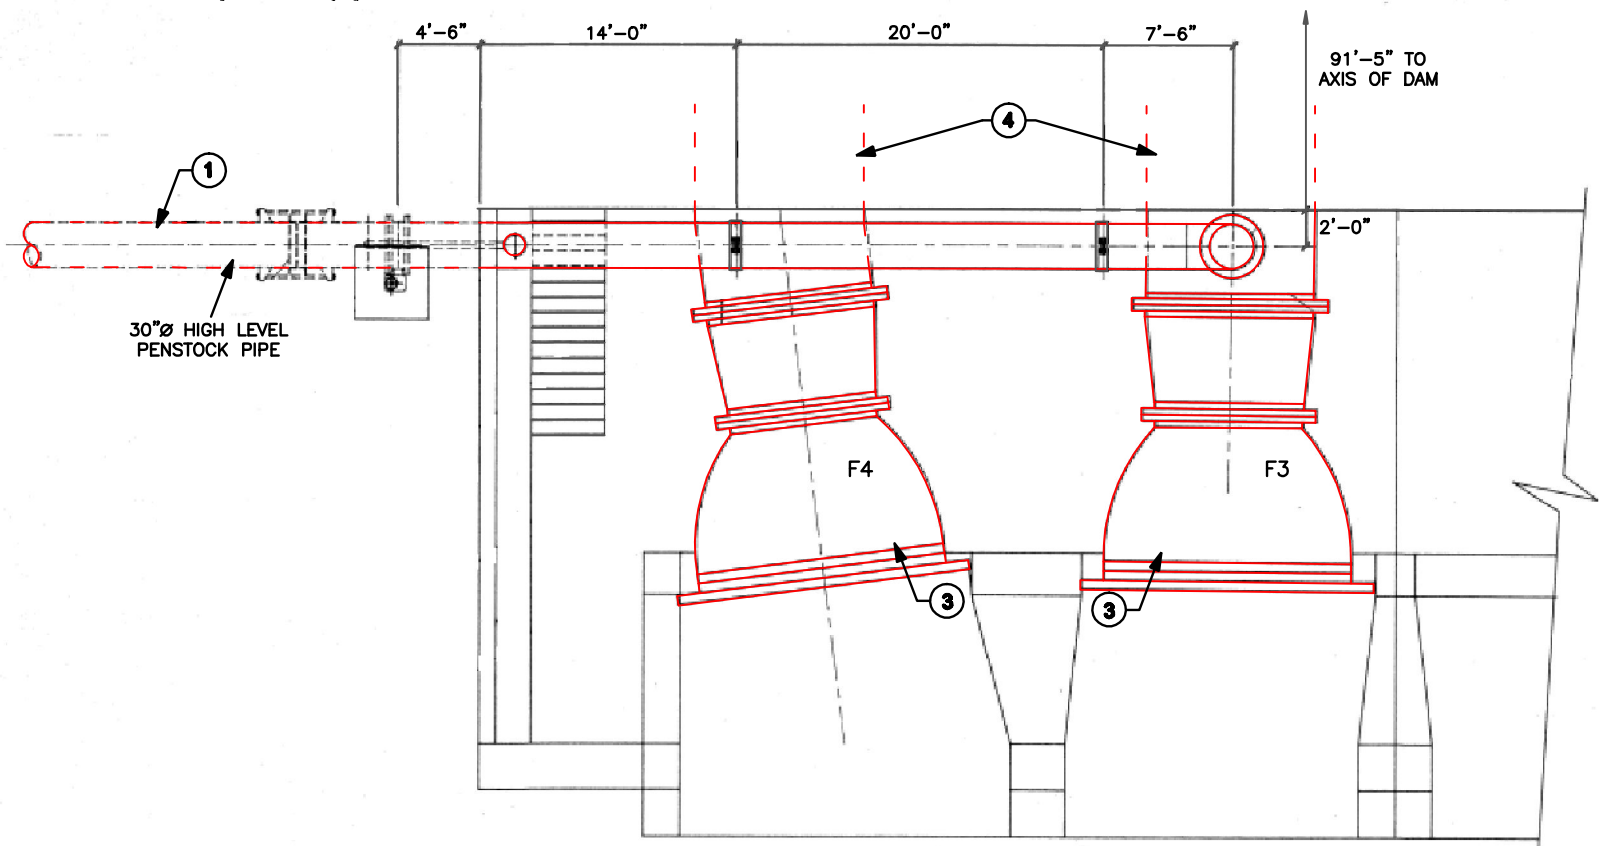 4'-6"
14'-0"
20'-0"
7'-6"
91'-5" TO
AXIS OF DAM
4
1
2'-0"
30"Ø HIGH LEVEL
PENSTOCK PIPE
F4
F3
3
3